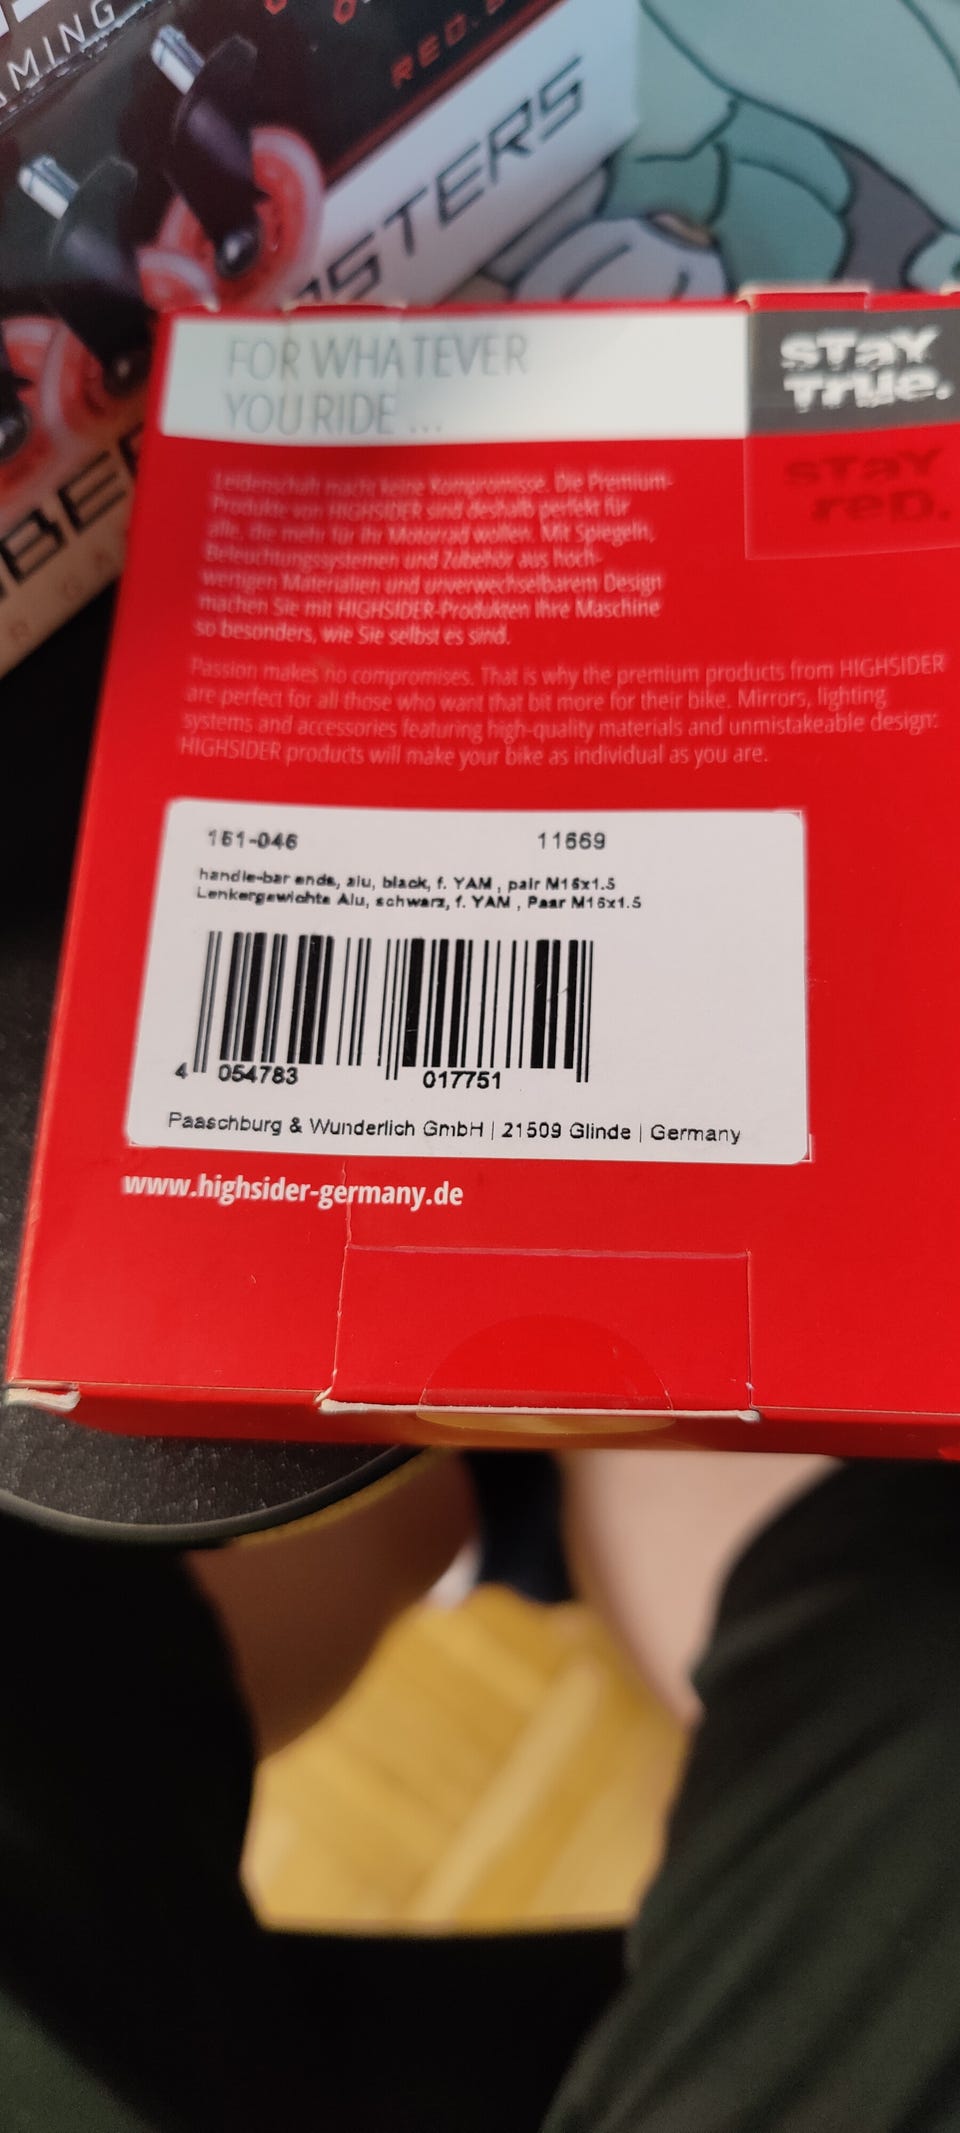 MING
RED.
STERS
BE
FOR WHATEVER
YOU RIDE ...
STaY
True.
STaY
reD.
Leidenschaft macht keine Kompromisse. Die Premium-
Produkte von HIGHSIDER sind deshalb perfekt für
alle, die mehr für ihr Motorrad wollen. Mit Spiegeln,
Beleuchtungssystemen und Zubehör aus hoch-
wertigen Materialien und unverwechselbarem Design
machen Sie mit HIGHSIDER-Produkten Ihre Maschine
so besonders, wie Sie selbst es sind.
Passion makes no compromises. That is why the premium products from HIGHSIDER
are perfect for all those who want that bit more for their bike. Mirrors, lighting
systems and accessories featuring high-quality materials and unmistakeable design:
HIGHSIDER products will make your bike as individual as you are.
161-046 11669
handle-bar ends, alu, black, f. YAM , pair M16x1.5
Lenkergewichte Alu, schwarz, f. YAM , Paar M16x1.5
4 054783 017751
Paaschburg & Wunderlich GmbH | 21509 Glinde | Germany
www.highsider-germany.de